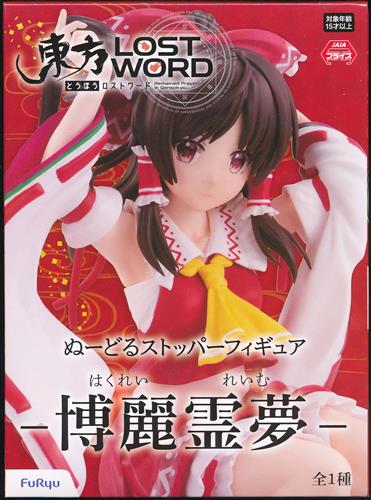 東方 LOST WORD
とうほうロストワード
対象年齢
15才以上
JAIA
プライズ
ぬーどるストッパーフィギュア
はくれい れいむ
-博麗霊夢-
FuRyu
全1種